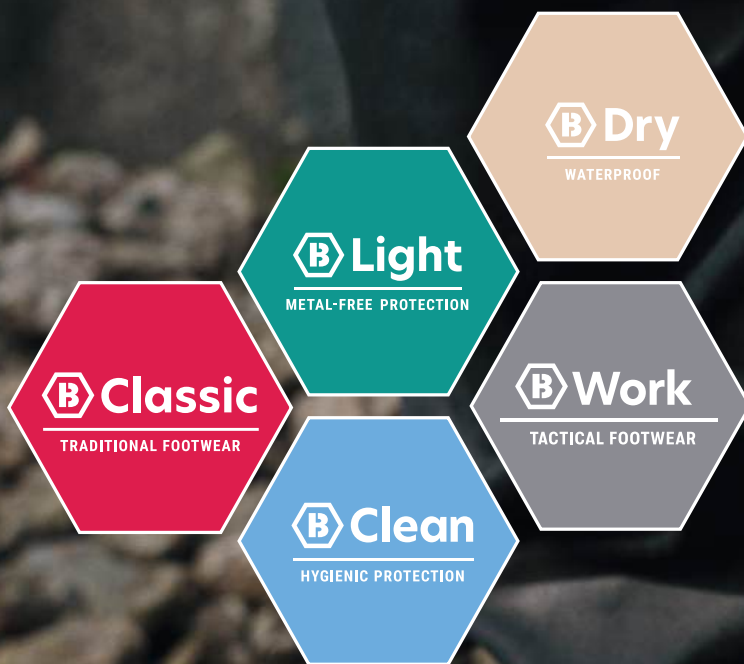 B Dry
WATERPROOF
B Light
METAL-FREE PROTECTION
B Classic
TRADITIONAL FOOTWEAR
B Work
TACTICAL FOOTWEAR
B Clean
HYGIENIC PROTECTION